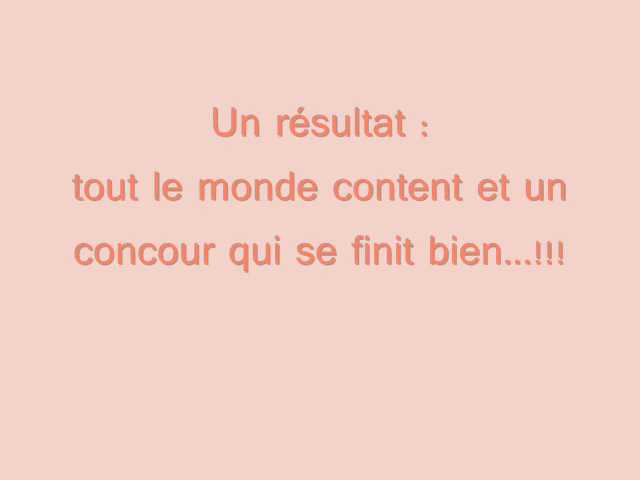 Un résultat :
tout le monde content et un
concour qui se finit bien...!!!